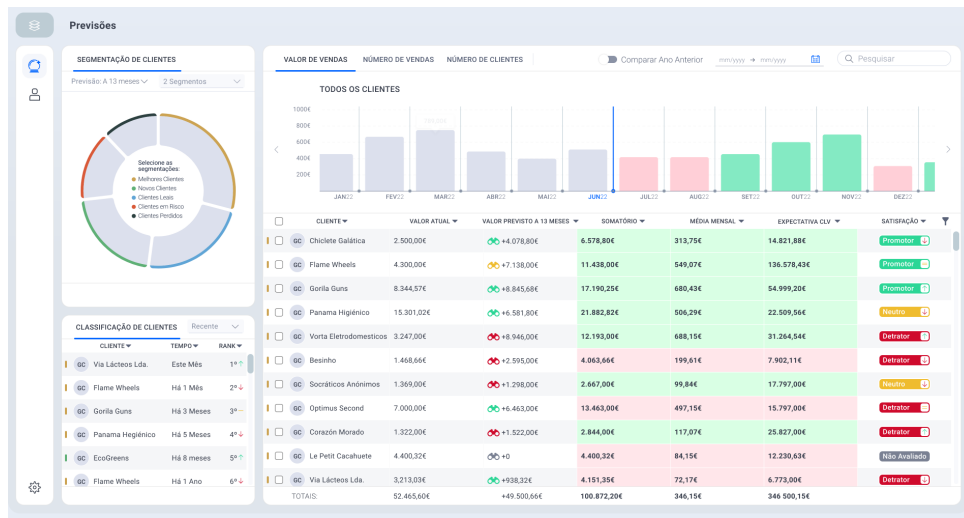 Previsões
SEGMENTAÇÃO DE CLIENTES
Previsão: A 13 meses
2 Segmentos
Selecione as
segmentações:
Melhores Clientes
Novos Clientes
Clientes Leais
Clientes em Risco
Clientes Perdidos
CLASSIFICAÇÃO DE CLIENTES Recente
CLIENTE TEMPO RANK
GC Via Lácteos Lda. Este Mês 1º
GC Flame Wheels Há 1 Mês 2º
GC Gorila Guns Há 3 Meses 3º
GC Panama Hegiénico Há 5 Meses 4º
GC EcoGreens Há 8 meses 5º
GC Flame Wheels Há 1 Ano 6º
VALOR DE VENDAS NÚMERO DE VENDAS NÚMERO DE CLIENTES
Comparar Ano Anterior mm/yyyy mm/yyyy
Pesquisar
TODOS OS CLIENTES
1000€
800€
600€
400€
200€
JAN22 FEV22 MAR22 ABR22 MAI22 JUN22 JUL22 AUG22 SET22 OUT22 NOV22 DEZ22
CLIENTE VALOR ATUAL VALOR PREVISTO A 13 MESES SOMATÓRIO MÉDIA MENSAL EXPECTATIVA CLV SATISFAÇÃO
GC Chiclete Galática 2.500,00€ +4.078,80€ 6.578,80€ 313,75€ 14.821,88€ Promotor
GC Flame Wheels 4.300,00€ +7.138,00€ 11.438,00€ 549,07€ 136.578,43€ Promotor
GC Gorila Guns 8.344,57€ +8.845,68€ 17.190,25€ 680,43€ 54.999,20€ Promotor
GC Panama Higiénico 15.301,02€ +6.581,80€ 21.882,82€ 506,29€ 22.509,56€ Neutro
GC Vorta Eletrodomesticos 3.247,00€ +8.946,00€ 12.193,00€ 688,15€ 31.264,54€ Detrator
GC Besinho 1.468,66€ +2.595,00€ 4.063,66€ 199,61€ 7.902,11€ Detrator
GC Socráticos Anónimos 1.369,00€ +1.298,00€ 2.667,00€ 99,84€ 17.797,00€ Neutro
GC Optimus Second 7.000,00€ +6.463,00€ 13.463,00€ 497,15€ 15.797,00€ Detrator
GC Corazón Morado 1.322,00€ +1.522,00€ 2.844,00€ 117,07€ 25.827,00€ Detrator
GC Le Petit Cacahuete 4.400,32€ +0 4.400,32€ 84,15€ 12.230,63€ Não Avaliado
GC Via Lácteos Lda. 3,213,03€ +938,32€ 4.151,35€ 72,17€ 6.773,00€ Detrator
TOTAIS: 52.465,60€ +49.500,66€ 100.872,20€ 346,15€ 346 500,15€